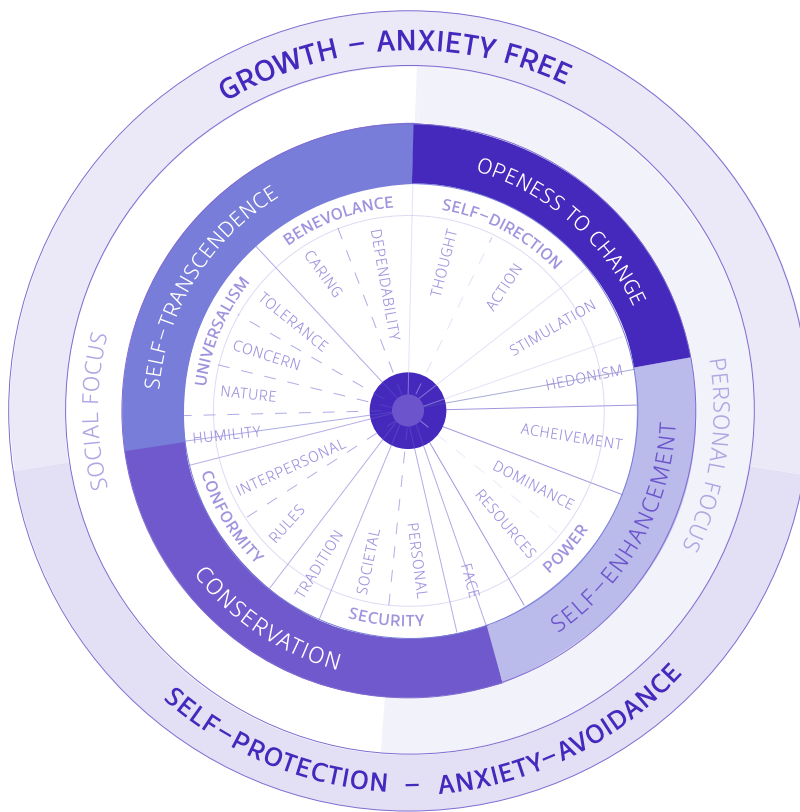 GROWTH – ANXIETY FREE
OPENESS TO CHANGE
SELF–TRANSCENDENCE
BENEVOLANCE
SELF–DIRECTION
CARING
DEPENDABILITY
THOUGHT
ACTION
UNIVERSALISM
TOLERANCE
CONCERN
NATURE
STIMULATION
HEDONISM
SOCIAL FOCUS
PERSONAL FOCUS
HUMILITY
ACHEIVEMENT
INTERPERSONAL
RULES
CONFORMITY
DOMINANCE
RESOURCES
POWER
SELF–ENHANCEMENT
TRADITION
SOCIETAL
PERSONAL
FACE
SECURITY
CONSERVATION
SELF–PROTECTION – ANXIETY–AVOIDANCE